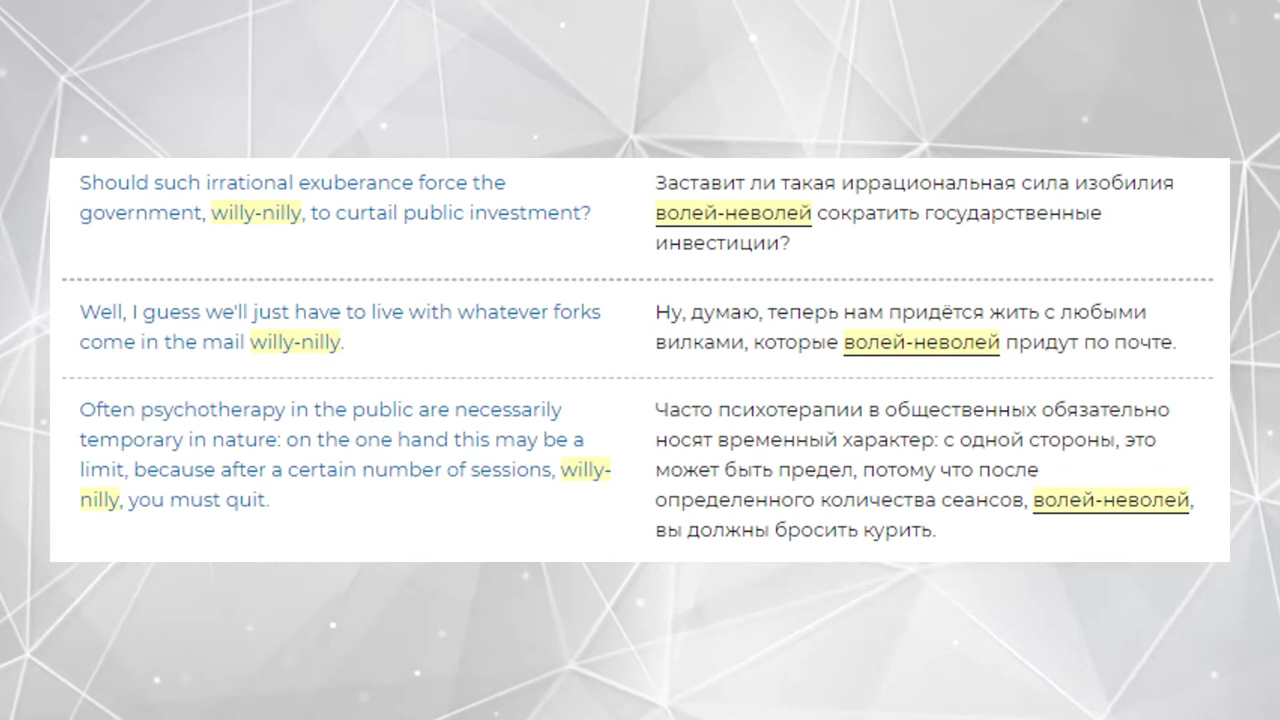 Should such irrational exuberance force the
government, willy-nilly, to curtail public investment?
Заставит ли такая иррациональная сила изобилия
волей-неволей сократить государственные
инвестиции?
Well, I guess we'll just have to live with whatever forks
come in the mail willy-nilly.
Ну, думаю, теперь нам придётся жить с любыми
вилками, которые волей-неволей придут по почте.
Often psychotherapy in the public are necessarily
temporary in nature: on the one hand this may be a
limit, because after a certain number of sessions, willy-
nilly, you must quit.
Часто психотерапии в общественных обязательно
носят временный характер: с одной стороны, это
может быть предел, потому что после
определенного количества сеансов, волей-неволей,
вы должны бросить курить.